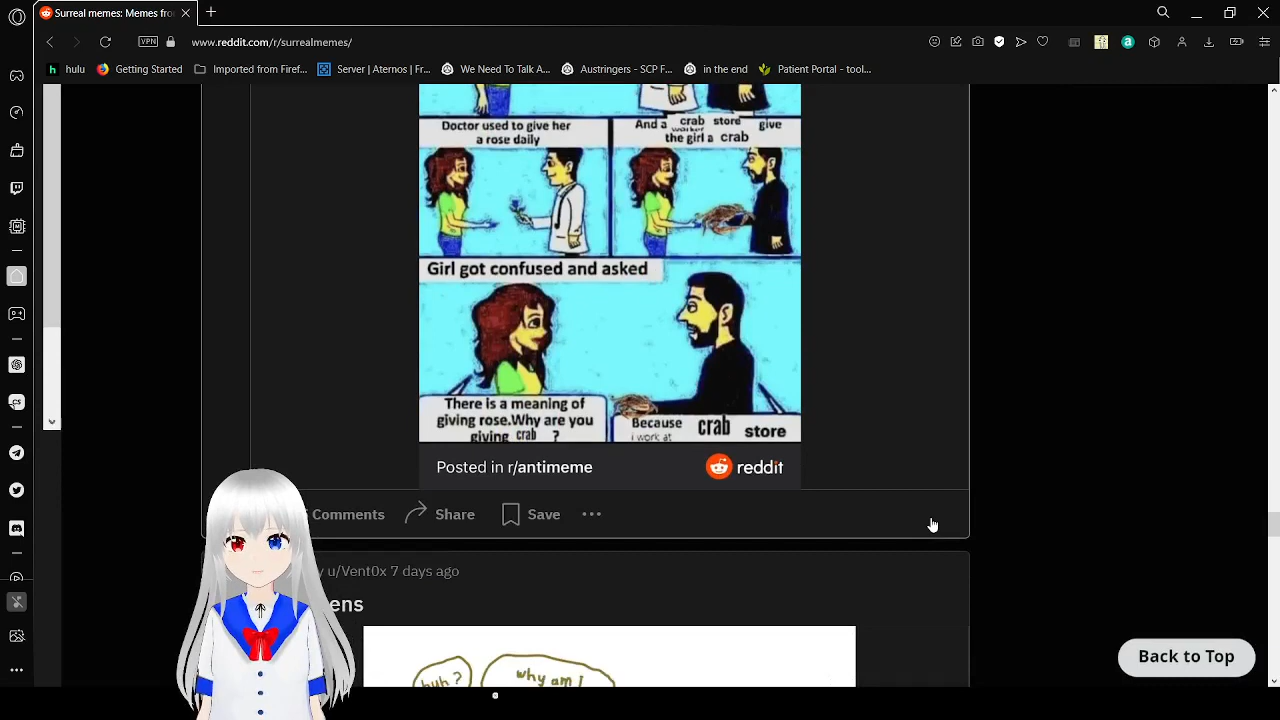 Surreal memes: Memes fro
VPN
www.reddit.com/r/surrealmemes/
hulu
Getting Started
Imported from Firef...
Server | Aternos | Fr...
We Need To Talk A...
Austringers - SCP F...
in the end
Patient Portal - tool...
Doctor used to give her
a rose daily
And a crab store give
the girl a crab
Girl got confused and asked
There is a meaning of
giving rose.Why are you
giving crab ?
Because crab store
i work at
Posted in r/antimeme
reddit
Comments
Share
Save
u/Vent0x 7 days ago
ens
huh?
why am I
Back to Top